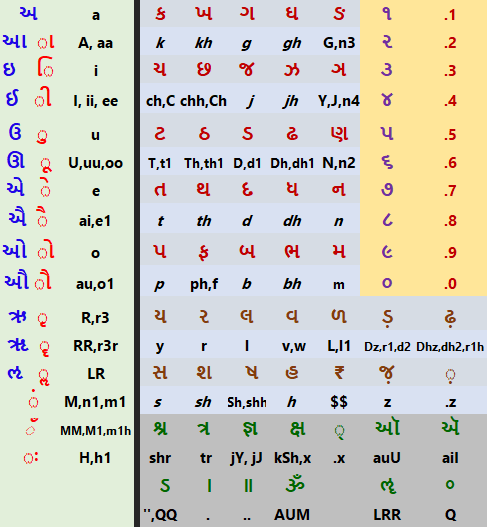 અ a ક ખ ગ ઘ ઙ ૧ .1
આ ા A, aa k kh g gh G,n3 ૨ .2
ઇ િ i ચ છ જ ઝ ઞ ૩ .3
ઈ ી I, ii, ee ch,C chh,Ch j jh Y,J,n4 ૪ .4
ઉ ુ u ટ ઠ ડ ઢ ણ ૫ .5
ઊ ૂ U,uu,oo T,t1 Th,th1 D,d1 Dh,dh1 N,n2 ૬ .6
એ ે e ત થ દ ધ ન ૭ .7
ઐ ૈ ai,e1 t th d dh n ૮ .8
ઓ ો o પ ફ બ ભ મ ૯ .9
ઔ ૌ au,o1 p ph,f b bh m ૦ .0
ઋ ૃ R,r3 ય ર લ વ ળ ડ઼ ઢ઼
ૠ ૄ RR,r3r y r l v,w L,l1 Dz,r1,d2 Dhz,dh2,r1h
ઌ ૢ LR સ શ ષ હ ₹ જ઼ ઼
ં M,n1,m1 s sh Sh,shh h $$ z .z
ઁ MM,M1,m1h શ્ર ત્ર જ્ઞ ક્ષ ્ ઑ ઍ
ઃ H,h1 shr tr jY, jJ kSh,x .x auU aiI
ઽ । ॥ ૐ ૡ ૰
'',QQ . .. AUM LRR Q